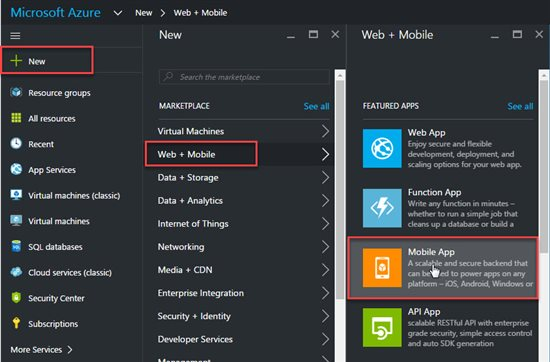 Microsoft Azure New > Web + Mobile
New
Resource groups
All resources
Recent
App Services
Virtual machines (classic)
Virtual machines
SQL databases
Cloud services (classic)
Security Center
Subscriptions
More Services >
New
Search the marketplace
MARKETPLACE See all
Virtual Machines
Web + Mobile
Data + Storage
Data + Analytics
Internet of Things
Networking
Media + CDN
Enterprise Integration
Security + Identity
Developer Services
Management
Web + Mobile
FEATURED APPS See all
Web App
Enjoy secure and flexible
development, deployment, and
scaling options for your web app.
Function App
Write any function in minutes –
whether to run a simple job that
cleans up a database or build a
Mobile App
A scalable and secure backend that
can be used to power apps on any
platform – iOS, Android, Windows or
API App
scalable RESTful API with enterprise
grade security, simple access control
and auto SDK generation